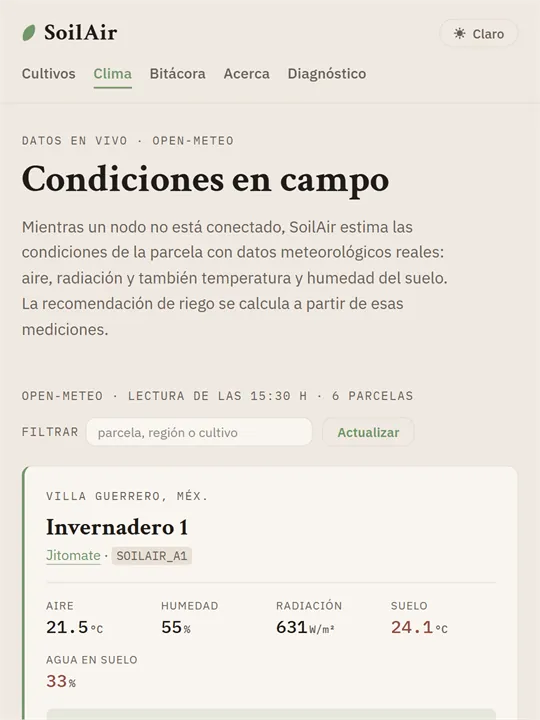 SoilAir
Claro
Cultivos Clima Bitácora Acerca Diagnóstico
DATOS EN VIVO · OPEN-METEO
Condiciones en campo
Mientras un nodo no está conectado, SoilAir estima las
condiciones de la parcela con datos meteorológicos reales:
aire, radiación y también temperatura y humedad del suelo.
La recomendación de riego se calcula a partir de esas
mediciones.
OPEN-METEO · LECTURA DE LAS 15:30 H · 6 PARCELAS
FILTRAR parcela, región o cultivo Actualizar
VILLA GUERRERO, MÉX.
Invernadero 1
Jitomate · SOILAIR_A1
AIRE HUMEDAD RADIACIÓN SUELO
21.5°C 55% 631W/m² 24.1°C
AGUA EN SUELO
33%